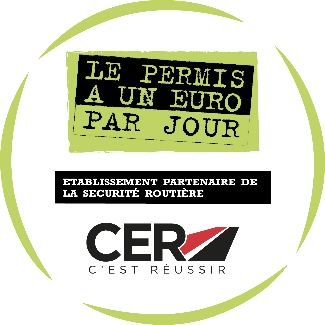 LE PERMIS
A UN EURO
PAR JOUR
ETABLISSEMENT PARTENAIRE DE
LA SECURITÉ ROUTIÈRE
CER
C'EST RÉUSSIR